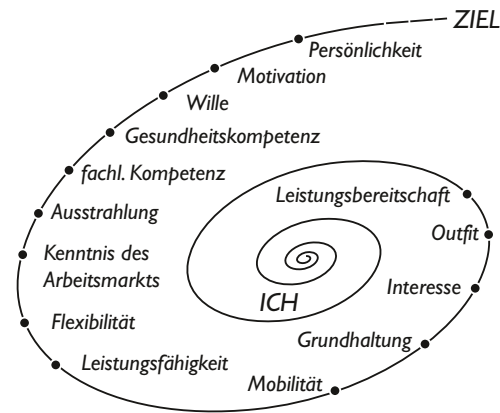 ZIEL
Persönlichkeit
Motivation
Wille
Gesundheitskompetenz
fachl. Kompetenz
Ausstrahlung
Kenntnis des
Arbeitsmarkts
Flexibilität
Leistungsfähigkeit
Mobilität
Grundhaltung
Interesse
Outfit
Leistungsbereitschaft
ICH